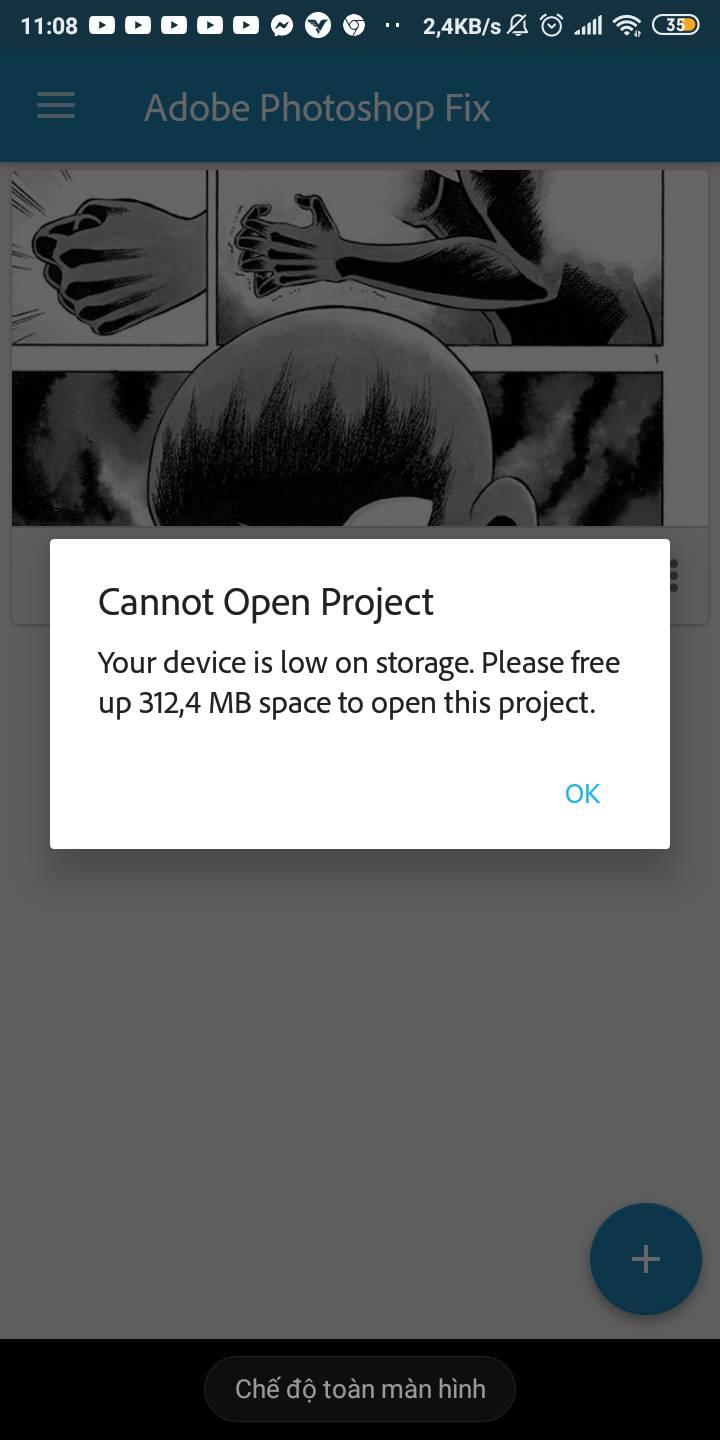 11:08
2,4KB/s
35
Adobe Photoshop Fix
1
Cannot Open Project
Your device is low on storage. Please free
up 312,4 MB space to open this project.
OK
Chế độ toàn màn hình